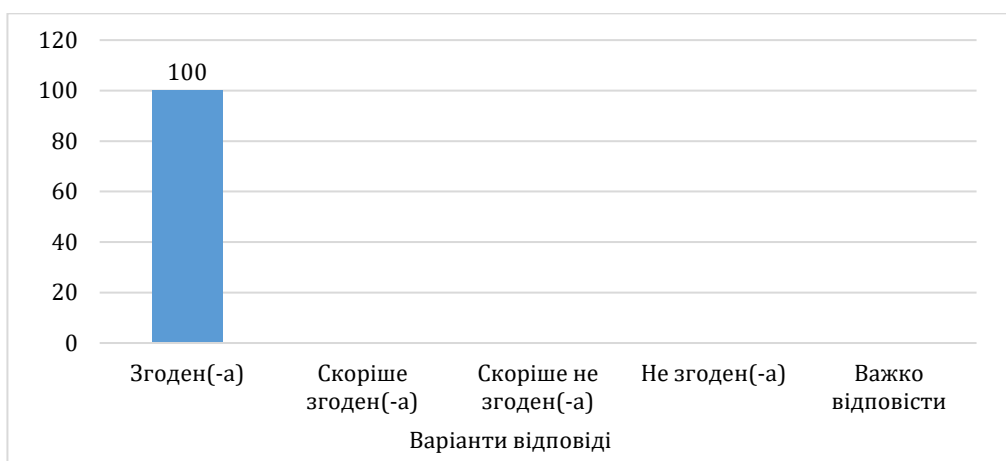 120
100
100
80
60
40
20
0
Згоден(-а)
Скоріше
згоден(-а)
Скоріше не
згоден(-а)
Не згоден(-а)
Важко
відповісти
Варіанти відповіді